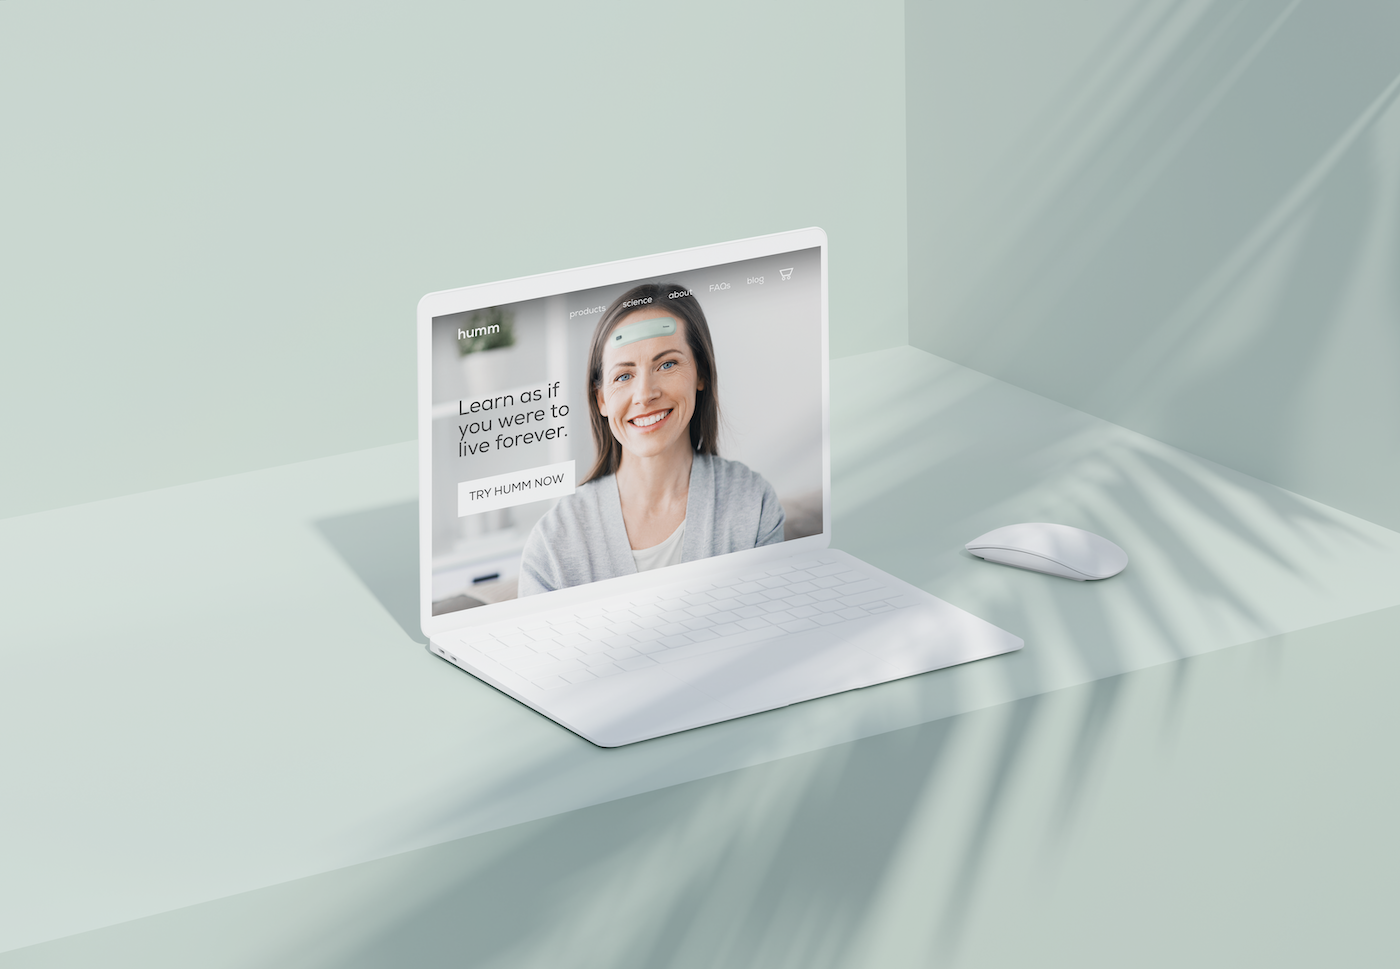 humm
products science about FAQs blog
Learn as if
you were to
live forever.
TRY HUMM NOW